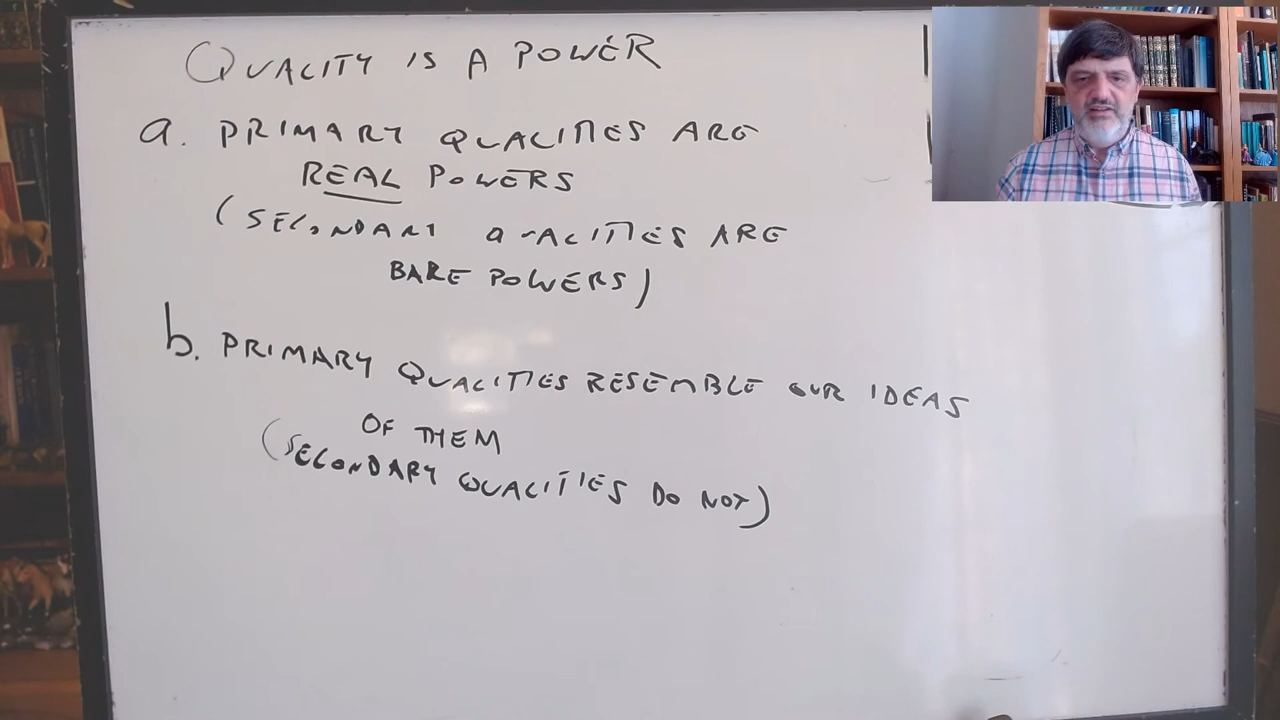 QUALITY IS A POWER
a. PRIMARY QUALITIES ARE
REAL POWERS
(SECONDARY QUALITIES ARE
BARE POWERS)
b. PRIMARY QUALITIES RESEMBLE OUR IDEAS
OF THEM
(SECONDARY QUALITIES DO NOT)